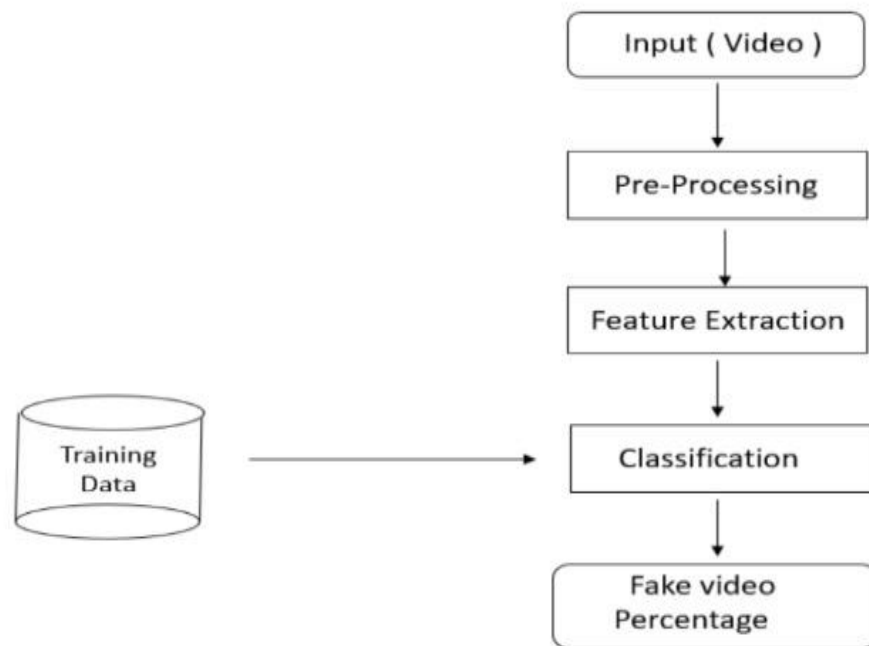 Input ( Video )
Pre-Processing
Feature Extraction
Training
Data
Classification
Fake video
Percentage